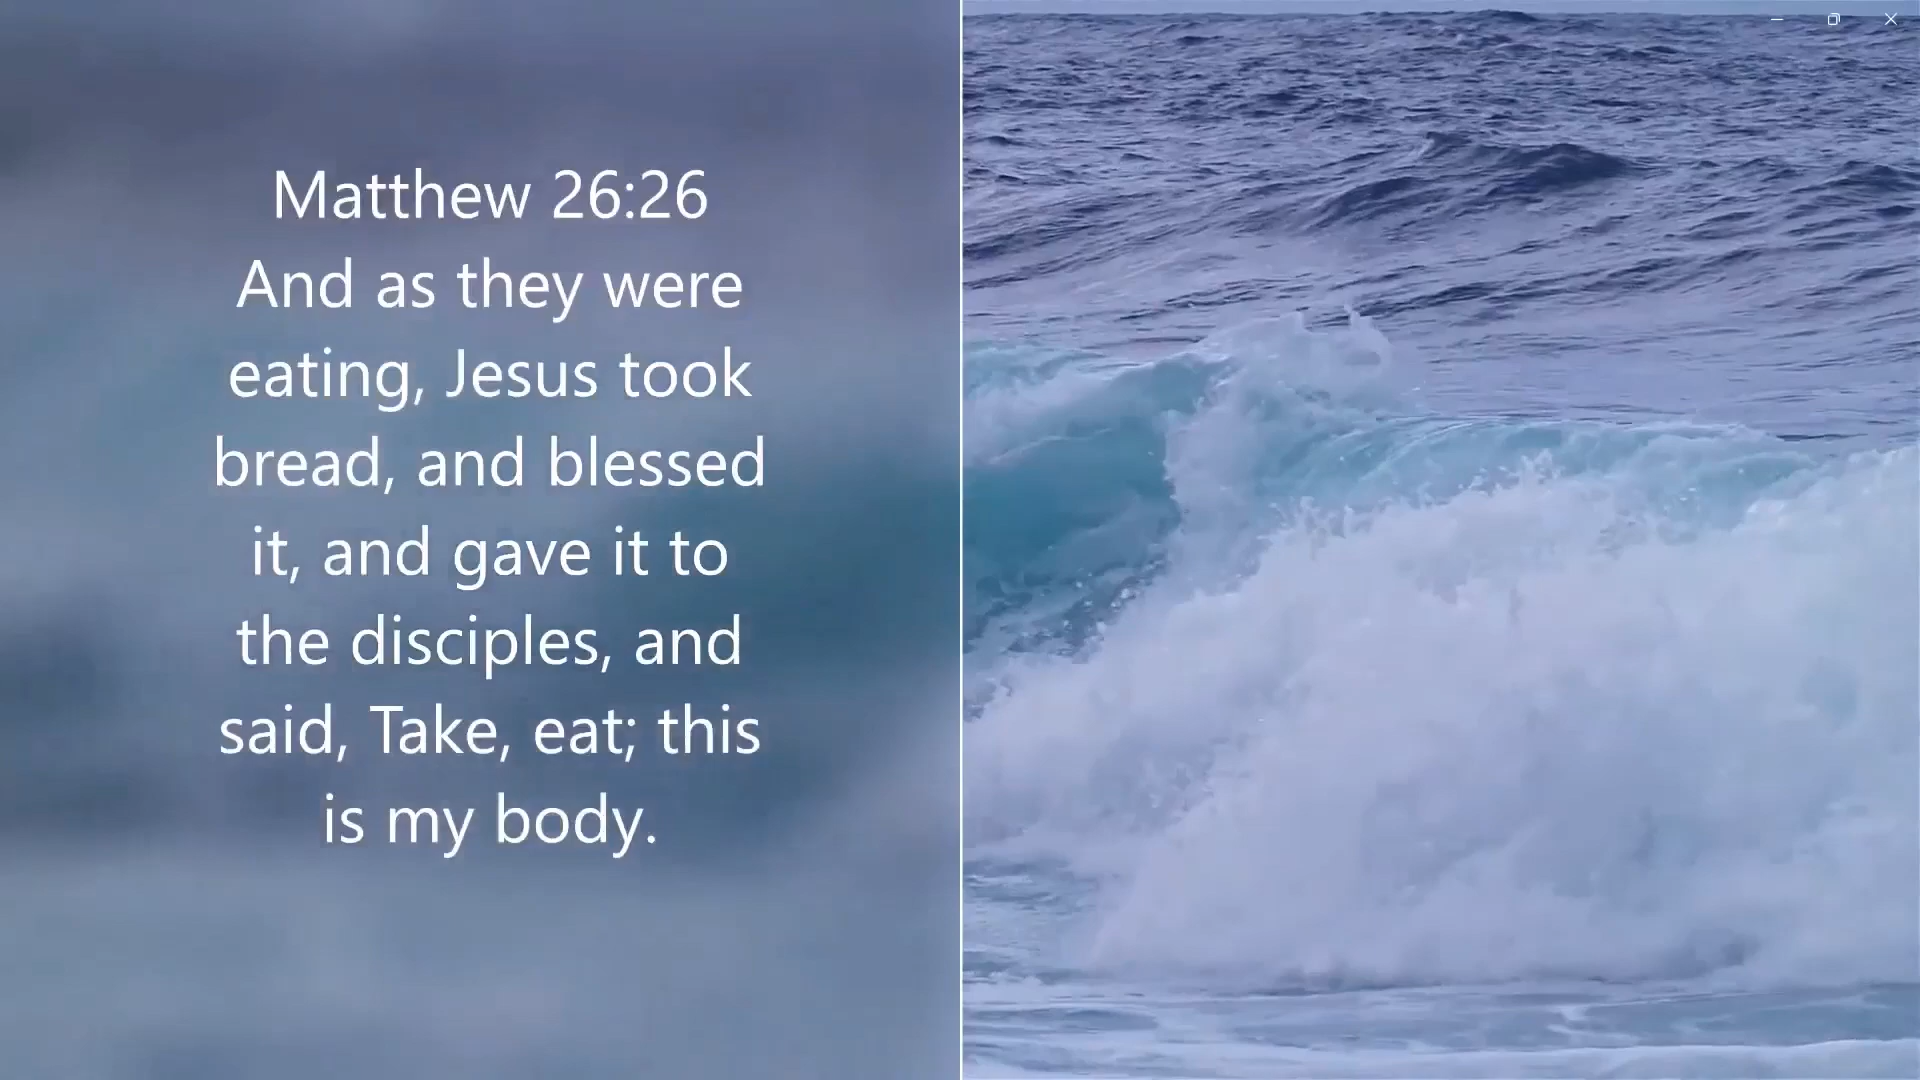 Matthew 26:26
And as they were
eating, Jesus took
bread, and blessed
it, and gave it to
the disciples, and
said, Take, eat; this
is my body.